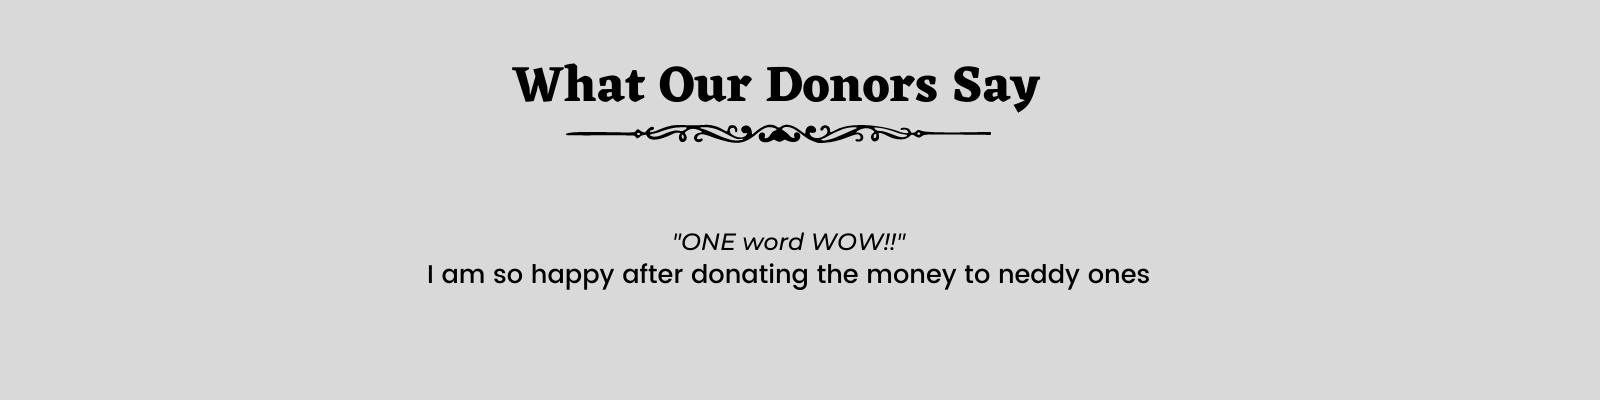 What Our Donors Say
"ONE word WOW!!"
I am so happy after donating the money to neddy ones